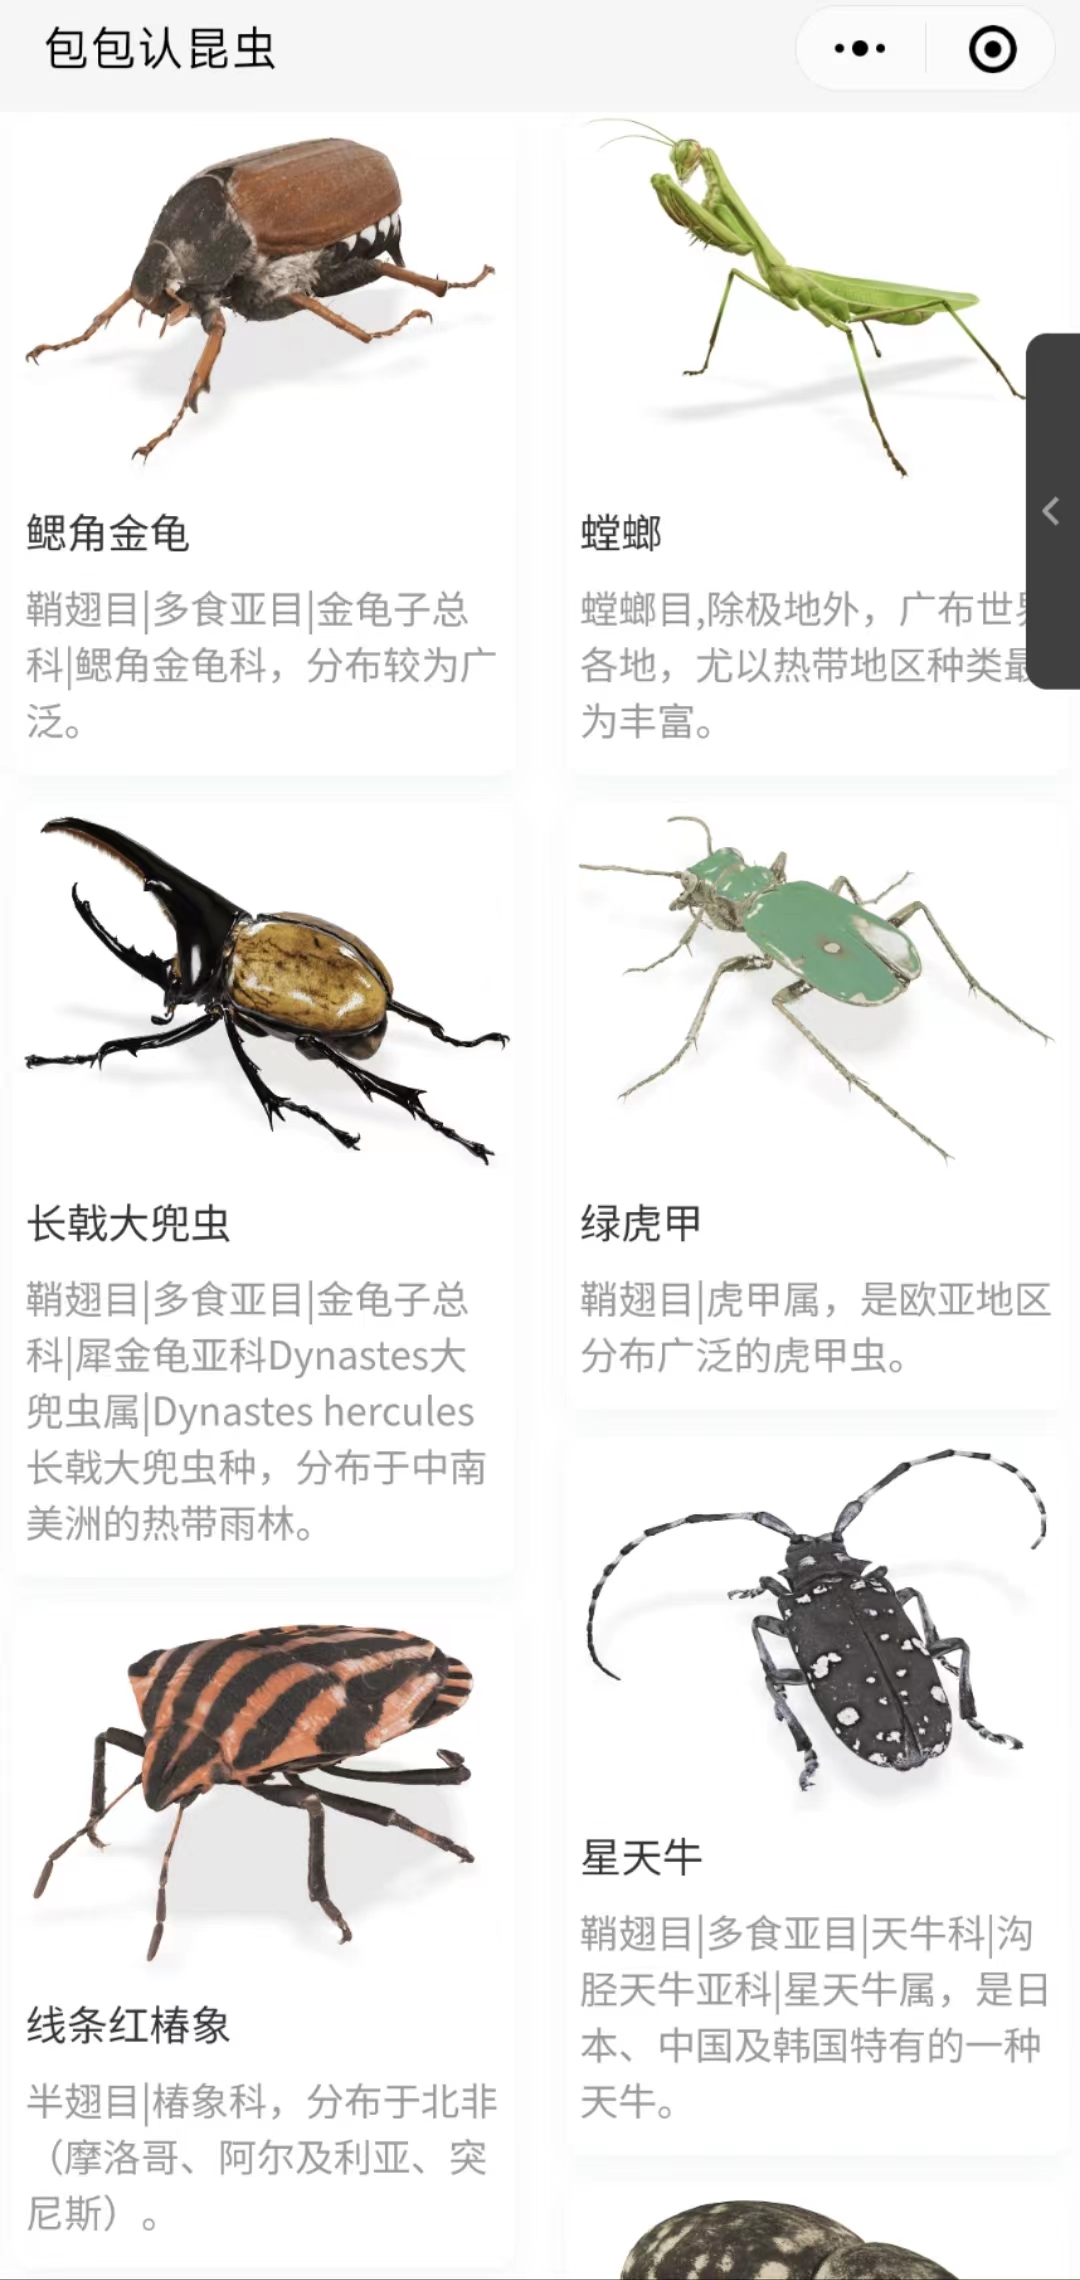 包包认昆虫
鳃角金龟
鞘翅目|多食亚目|金龟子总
科|鳃角金龟科，分布较为广
泛。
螳螂
螳螂目,除极地外，广布世界
各地，尤以热带地区种类最
为丰富。
长戟大兜虫
鞘翅目|多食亚目|金龟子总
科|犀金龟亚科Dynastes大
兜虫属|Dynastes hercules
长戟大兜虫种，分布于中南
美洲的热带雨林。
绿虎甲
鞘翅目|虎甲属，是欧亚地区
分布广泛的虎甲虫。
线条红椿象
半翅目|椿象科，分布于北非
（摩洛哥、阿尔及利亚、突
尼斯）。
星天牛
鞘翅目|多食亚目|天牛科|沟
胫天牛亚科|星天牛属，是日
本、中国及韩国特有的一种
天牛。